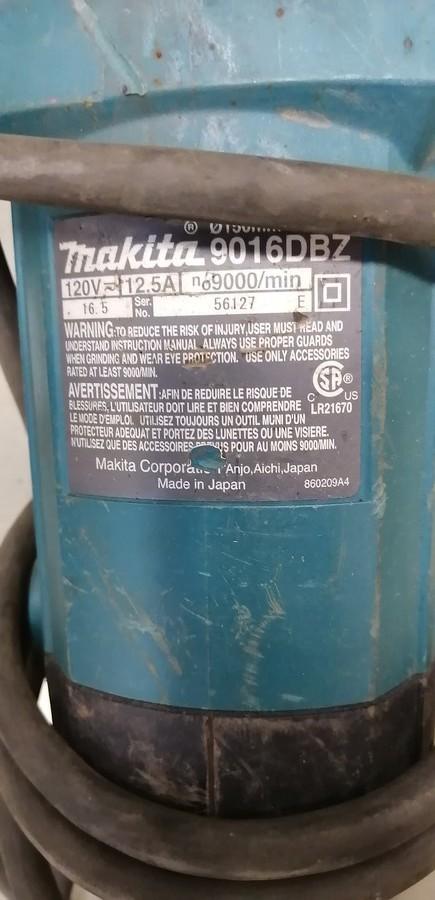 ® Ø150MM
makita 9016DBZ
120V 12.5A n₀9000/min
16.5 Ser. No. 56127 E
WARNING:TO REDUCE THE RISK OF INJURY,USER MUST READ AND
UNDERSTAND INSTRUCTION MANUAL. ALWAYS USE PROPER GUARDS
WHEN GRINDING AND WEAR EYE PROTECTION. USE ONLY ACCESSORIES
RATED AT LEAST 9000/MIN.
SA ®
C US
LR21670
AVERTISSEMENT:AFIN DE REDUIRE LE RISQUE DE
BLESSURES, L'UTILISATEUR DOIT LIRE ET BIEN COMPRENDRE
LE MODE D'EMPLOI. UTILISEZ TOUJOURS UN OUTIL MUNI D'UN
PROTECTEUR ADEQUAT ET PORTEZ DES LUNETTES OU UNE VISIERE.
N'UTILISEZ QUE DES ACCESSOIRES PREVUS POUR AU MOINS 9000/MIN.
Makita Corporation Anjo,Aichi,Japan
Made in Japan 860209A4